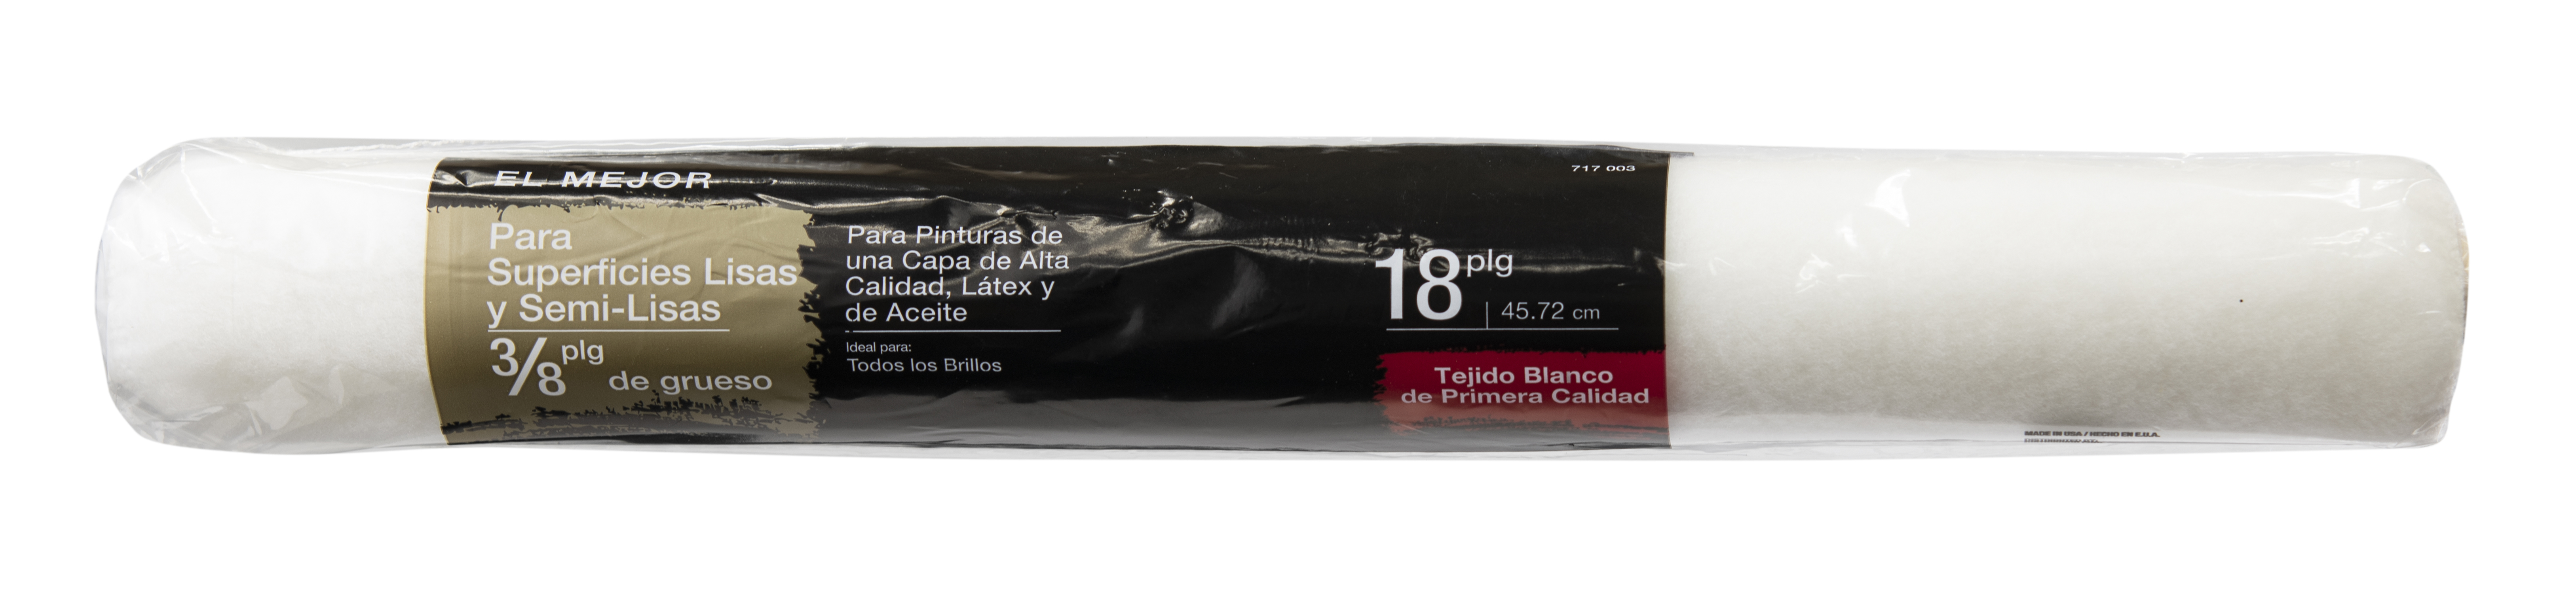 EL MEJOR
Para
Superficies Lisas
y Semi-Lisas
3/8 plg
de grueso
Para Pinturas de
una Capa de Alta
Calidad, Látex y
de Aceite
Ideal para:
Todos los Brillos
717 003
18 plg
45.72 cm
Tejido Blanco
de Primera Calidad
MADE IN USA / HECHO EN E.U.A.